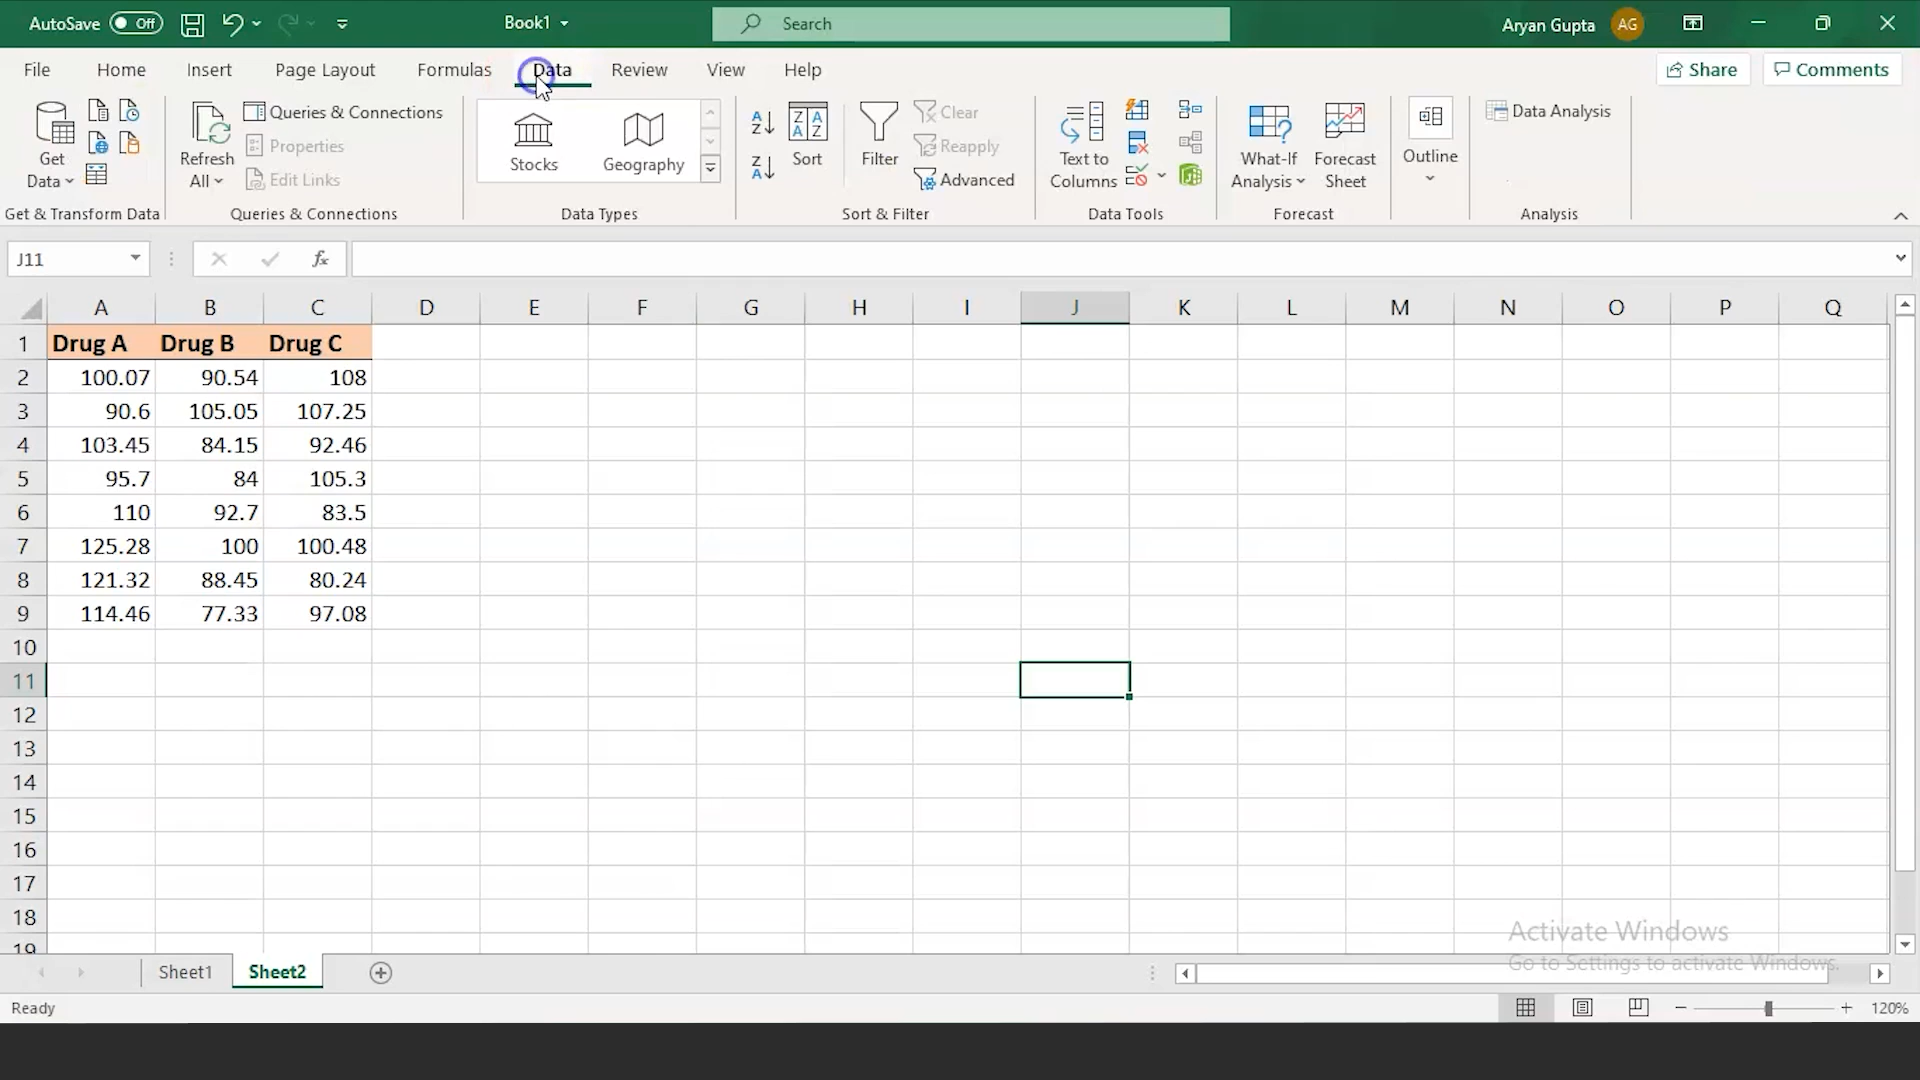 AutoSave Off Book1 Search Aryan Gupta AG
File Home Insert Page Layout Formulas Data Review View Help Share Comments
Get Data
Refresh All
Queries & Connections
Properties
Edit Links
Stocks
Geography
Sort
Filter
Clear
Reapply
Advanced
Text to Columns
What-If Analysis
Forecast Sheet
Outline
Data Analysis
Get & Transform Data Queries & Connections Data Types Sort & Filter Data Tools Forecast Analysis
J11 fx
A B C D E F G H I J K L M N O P Q
1 Drug A Drug B Drug C
2 100.07 90.54 108
3 90.6 105.05 107.25
4 103.45 84.15 92.46
5 95.7 84 105.3
6 110 92.7 83.5
7 125.28 100 100.48
8 121.32 88.45 80.24
9 114.46 77.33 97.08
10
11
12
13
14
15
16
17
18
19
Activate Windows
Go to Settings to activate Windows.
Sheet1 Sheet2
Ready 120%